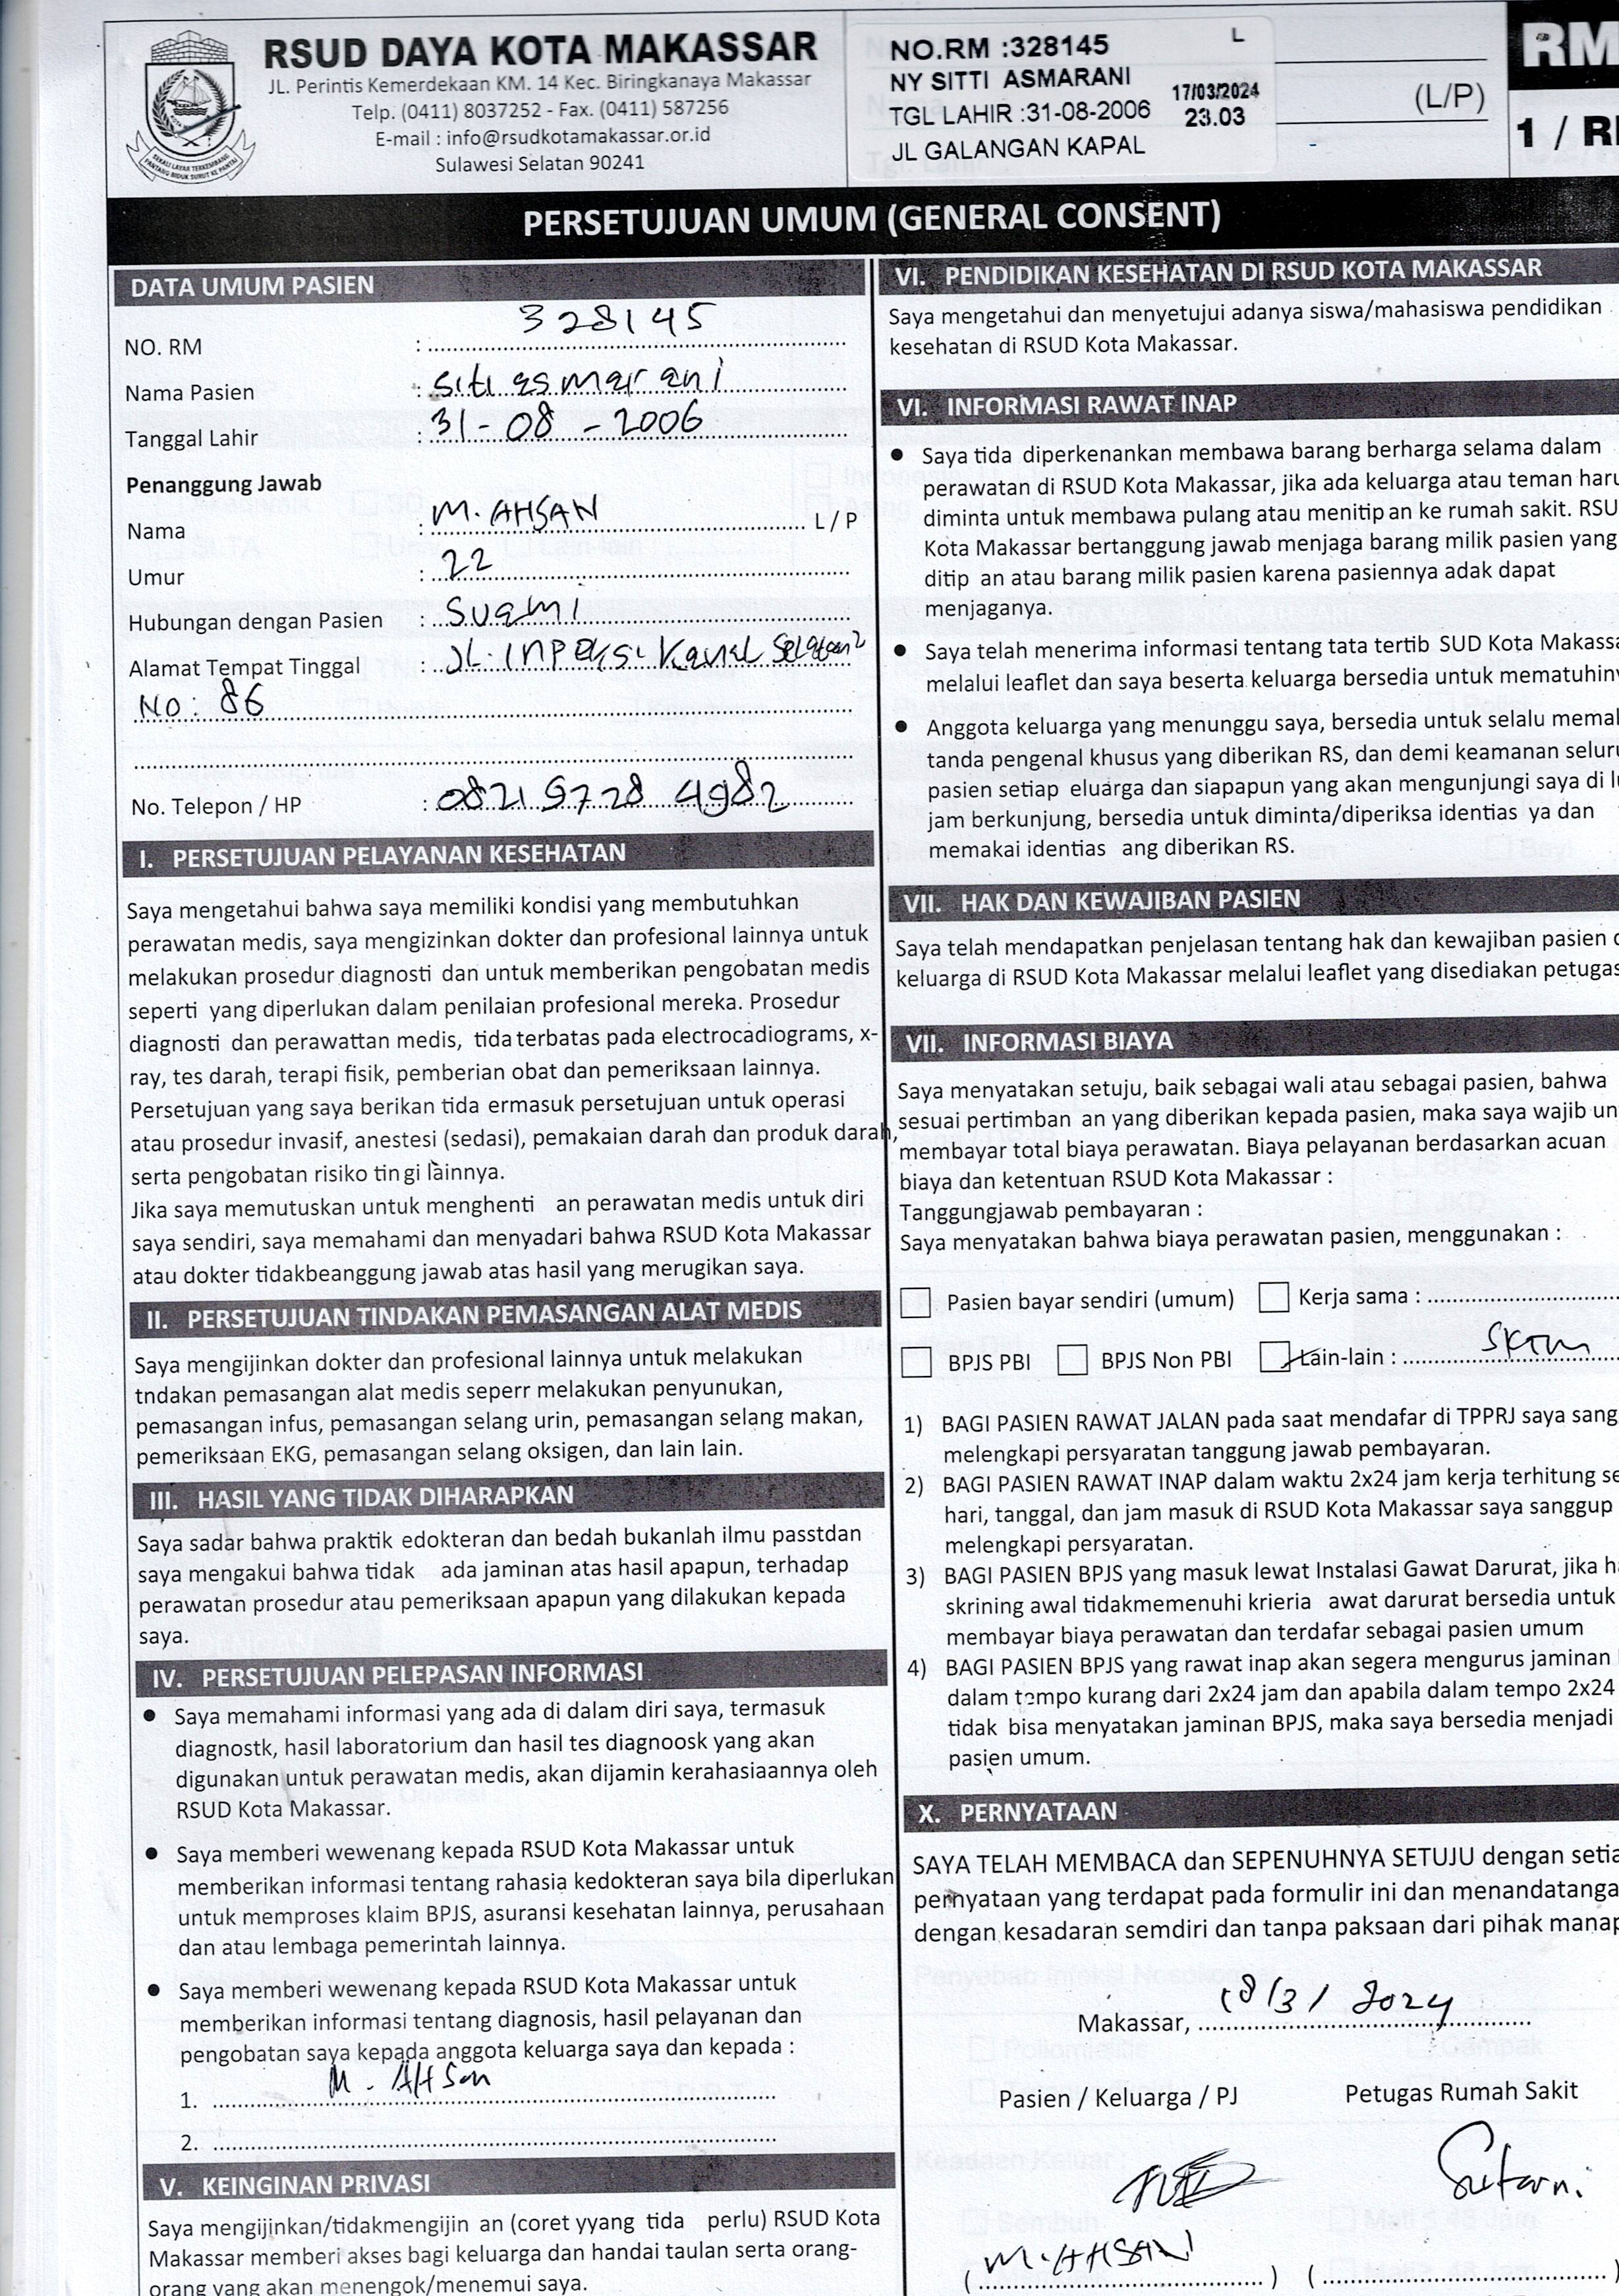 RSUD DAYA KOTA MAKASSAR
JL. Perintis Kemerdekaan KM. 14 Kec. Biringkanaya Makassar
Telp. (0411) 8037252 - Fax. (0411) 587256
E-mail : info@rsudkotamakassar.or.id
Sulawesi Selatan 90241
SEKALI LAYAR TERKEMBANG
PANTANG BIDUK SURUT KE PANTAI
NO.RM :328145 L
NY SITTI ASMARANI
TGL LAHIR :31-08-2006
17/03/2024
23.03
JL GALANGAN KAPAL
(L/P)
RM
1 / RI
PERSETUJUAN UMUM (GENERAL CONSENT)
DATA UMUM PASIEN
NO. RM : 328145
Nama Pasien : siti asmarani
Tanggal Lahir : 31 - 08 - 2006
Penanggung Jawab
Nama : M. AHSAN L / P
Umur : 22
Hubungan dengan Pasien : Suami
Alamat Tempat Tinggal : JL. INPEKSI Kanal Selatan 2
No : 86
No. Telepon / HP : 0821 9728 4982
I. PERSETUJUAN PELAYANAN KESEHATAN
Saya mengetahui bahwa saya memiliki kondisi yang membutuhkan
perawatan medis, saya mengizinkan dokter dan profesional lainnya untuk
melakukan prosedur diagnosti dan untuk memberikan pengobatan medis
seperti yang diperlukan dalam penilaian profesional mereka. Prosedur
diagnosti dan perawattan medis, tida terbatas pada electrocadiograms, x-
ray, tes darah, terapi fisik, pemberian obat dan pemeriksaan lainnya.
Persetujuan yang saya berikan tida ermasuk persetujuan untuk operasi
atau prosedur invasif, anestesi (sedasi), pemakaian darah dan produk darah,
serta pengobatan risiko tin gi lainnya.
Jika saya memutuskan untuk menghenti an perawatan medis untuk diri
saya sendiri, saya memahami dan menyadari bahwa RSUD Kota Makassar
atau dokter tidakbeanggung jawab atas hasil yang merugikan saya.
II. PERSETUJUAN TINDAKAN PEMASANGAN ALAT MEDIS
Saya mengijinkan dokter dan profesional lainnya untuk melakukan
tndakan pemasangan alat medis seperr melakukan penyunukan,
pemasangan infus, pemasangan selang urin, pemasangan selang makan,
pemeriksaan EKG, pemasangan selang oksigen, dan lain lain.
III. HASIL YANG TIDAK DIHARAPKAN
Saya sadar bahwa praktik edokteran dan bedah bukanlah ilmu passtdan
saya mengakui bahwa tidak ada jaminan atas hasil apapun, terhadap
perawatan prosedur atau pemeriksaan apapun yang dilakukan kepada
saya.
IV. PERSETUJUAN PELEPASAN INFORMASI
● Saya memahami informasi yang ada di dalam diri saya, termasuk
diagnostk, hasil laboratorium dan hasil tes diagnoosk yang akan
digunakan untuk perawatan medis, akan dijamin kerahasiaannya oleh
RSUD Kota Makassar.
● Saya memberi wewenang kepada RSUD Kota Makassar untuk
memberikan informasi tentang rahasia kedokteran saya bila diperlukan
untuk memproses klaim BPJS, asuransi kesehatan lainnya, perusahaan
dan atau lembaga pemerintah lainnya.
● Saya memberi wewenang kepada RSUD Kota Makassar untuk
memberikan informasi tentang diagnosis, hasil pelayanan dan
pengobatan saya kepada anggota keluarga saya dan kepada :
1. M. AHSan
2.
V. KEINGINAN PRIVASI
Saya mengijinkan/tidakmengijin an (coret yyang tida perlu) RSUD Kota
Makassar memberi akses bagi keluarga dan handai taulan serta orang-
orang yang akan menengok/menemui saya.
VI. PENDIDIKAN KESEHATAN DI RSUD KOTA MAKASSAR
Saya mengetahui dan menyetujui adanya siswa/mahasiswa pendidikan
kesehatan di RSUD Kota Makassar.
VI. INFORMASI RAWAT INAP
● Saya tida diperkenankan membawa barang berharga selama dalam
perawatan di RSUD Kota Makassar, jika ada keluarga atau teman haru
diminta untuk membawa pulang atau menitip an ke rumah sakit. RSU
Kota Makassar bertanggung jawab menjaga barang milik pasien yang
ditip an atau barang milik pasien karena pasiennya adak dapat
menjaganya.
● Saya telah menerima informasi tentang tata tertib SUD Kota Makassa
melalui leaflet dan saya beserta keluarga bersedia untuk mematuhiny
● Anggota keluarga yang menunggu saya, bersedia untuk selalu memak
tanda pengenal khusus yang diberikan RS, dan demi keamanan seluru
pasien setiap eluarga dan siapapun yang akan mengunjungi saya di lu
jam berkunjung, bersedia untuk diminta/diperiksa identias ya dan
memakai identias ang diberikan RS.
VII. HAK DAN KEWAJIBAN PASIEN
Saya telah mendapatkan penjelasan tentang hak dan kewajiban pasien d
keluarga di RSUD Kota Makassar melalui leaflet yang disediakan petugas
VII. INFORMASI BIAYA
Saya menyatakan setuju, baik sebagai wali atau sebagai pasien, bahwa
sesuai pertimban an yang diberikan kepada pasien, maka saya wajib un
membayar total biaya perawatan. Biaya pelayanan berdasarkan acuan
biaya dan ketentuan RSUD Kota Makassar :
Tanggungjawab pembayaran :
Saya menyatakan bahwa biaya perawatan pasien, menggunakan :
Pasien bayar sendiri (umum) Kerja sama :
BPJS PBI BPJS Non PBI Lain-lain : SKTM
1) BAGI PASIEN RAWAT JALAN pada saat mendafar di TPPRJ saya sang
melengkapi persyaratan tanggung jawab pembayaran.
2) BAGI PASIEN RAWAT INAP dalam waktu 2x24 jam kerja terhitung se
hari, tanggal, dan jam masuk di RSUD Kota Makassar saya sanggup
melengkapi persyaratan.
3) BAGI PASIEN BPJS yang masuk lewat Instalasi Gawat Darurat, jika ha
skrining awal tidakmemenuhi krieria awat darurat bersedia untuk
membayar biaya perawatan dan terdafar sebagai pasien umum
4) BAGI PASIEN BPJS yang rawat inap akan segera mengurus jaminan
dalam tempo kurang dari 2x24 jam dan apabila dalam tempo 2x24
tidak bisa menyatakan jaminan BPJS, maka saya bersedia menjadi
pasien umum.
X. PERNYATAAN
SAYA TELAH MEMBACA dan SEPENUHNYA SETUJU dengan setia
pernyataan yang terdapat pada formulir ini dan menandatanga
dengan kesadaran semdiri dan tanpa paksaan dari pihak manap
Makassar, 18/3/ 2024
Pasien / Keluarga / PJ Petugas Rumah Sakit
Sutarni
( M. AHSAN ) (